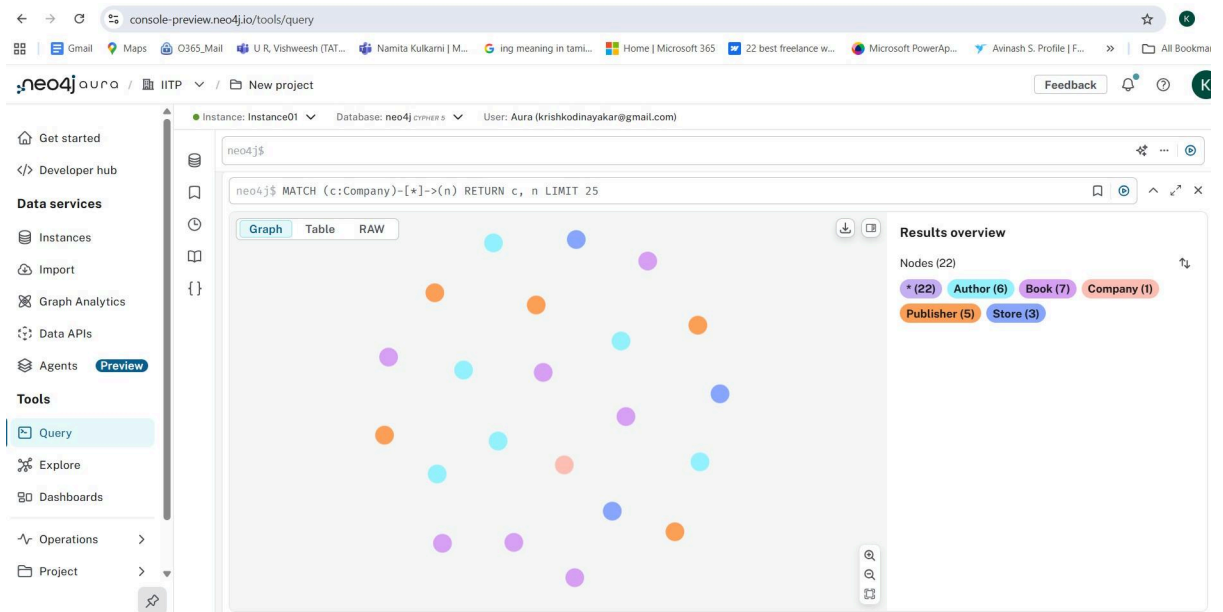 console-preview.neo4j.io/tools/query
K
Gmail Maps O365_Mail U R, Vishweesh (TAT... Namita Kulkarni | M... ing meaning in tami... Home | Microsoft 365 22 best freelance w... Microsoft PowerAp... Avinash S. Profile | F... » All Bookmar
neo4j aura / IITP / New project Feedback K
Instance: Instance01 Database: neo4j CYPHER 5 User: Aura (krishkodinayakar@gmail.com)
Get started
Developer hub
Data services
Instances
Import
Graph Analytics
Data APIs
Agents Preview
Tools
Query
Explore
Dashboards
Operations
Project
neo4j$
neo4j$ MATCH (c:Company)-[*]->(n) RETURN c, n LIMIT 25
Graph Table RAW
Results overview
Nodes (22)
* (22) Author (6) Book (7) Company (1)
Publisher (5) Store (3)